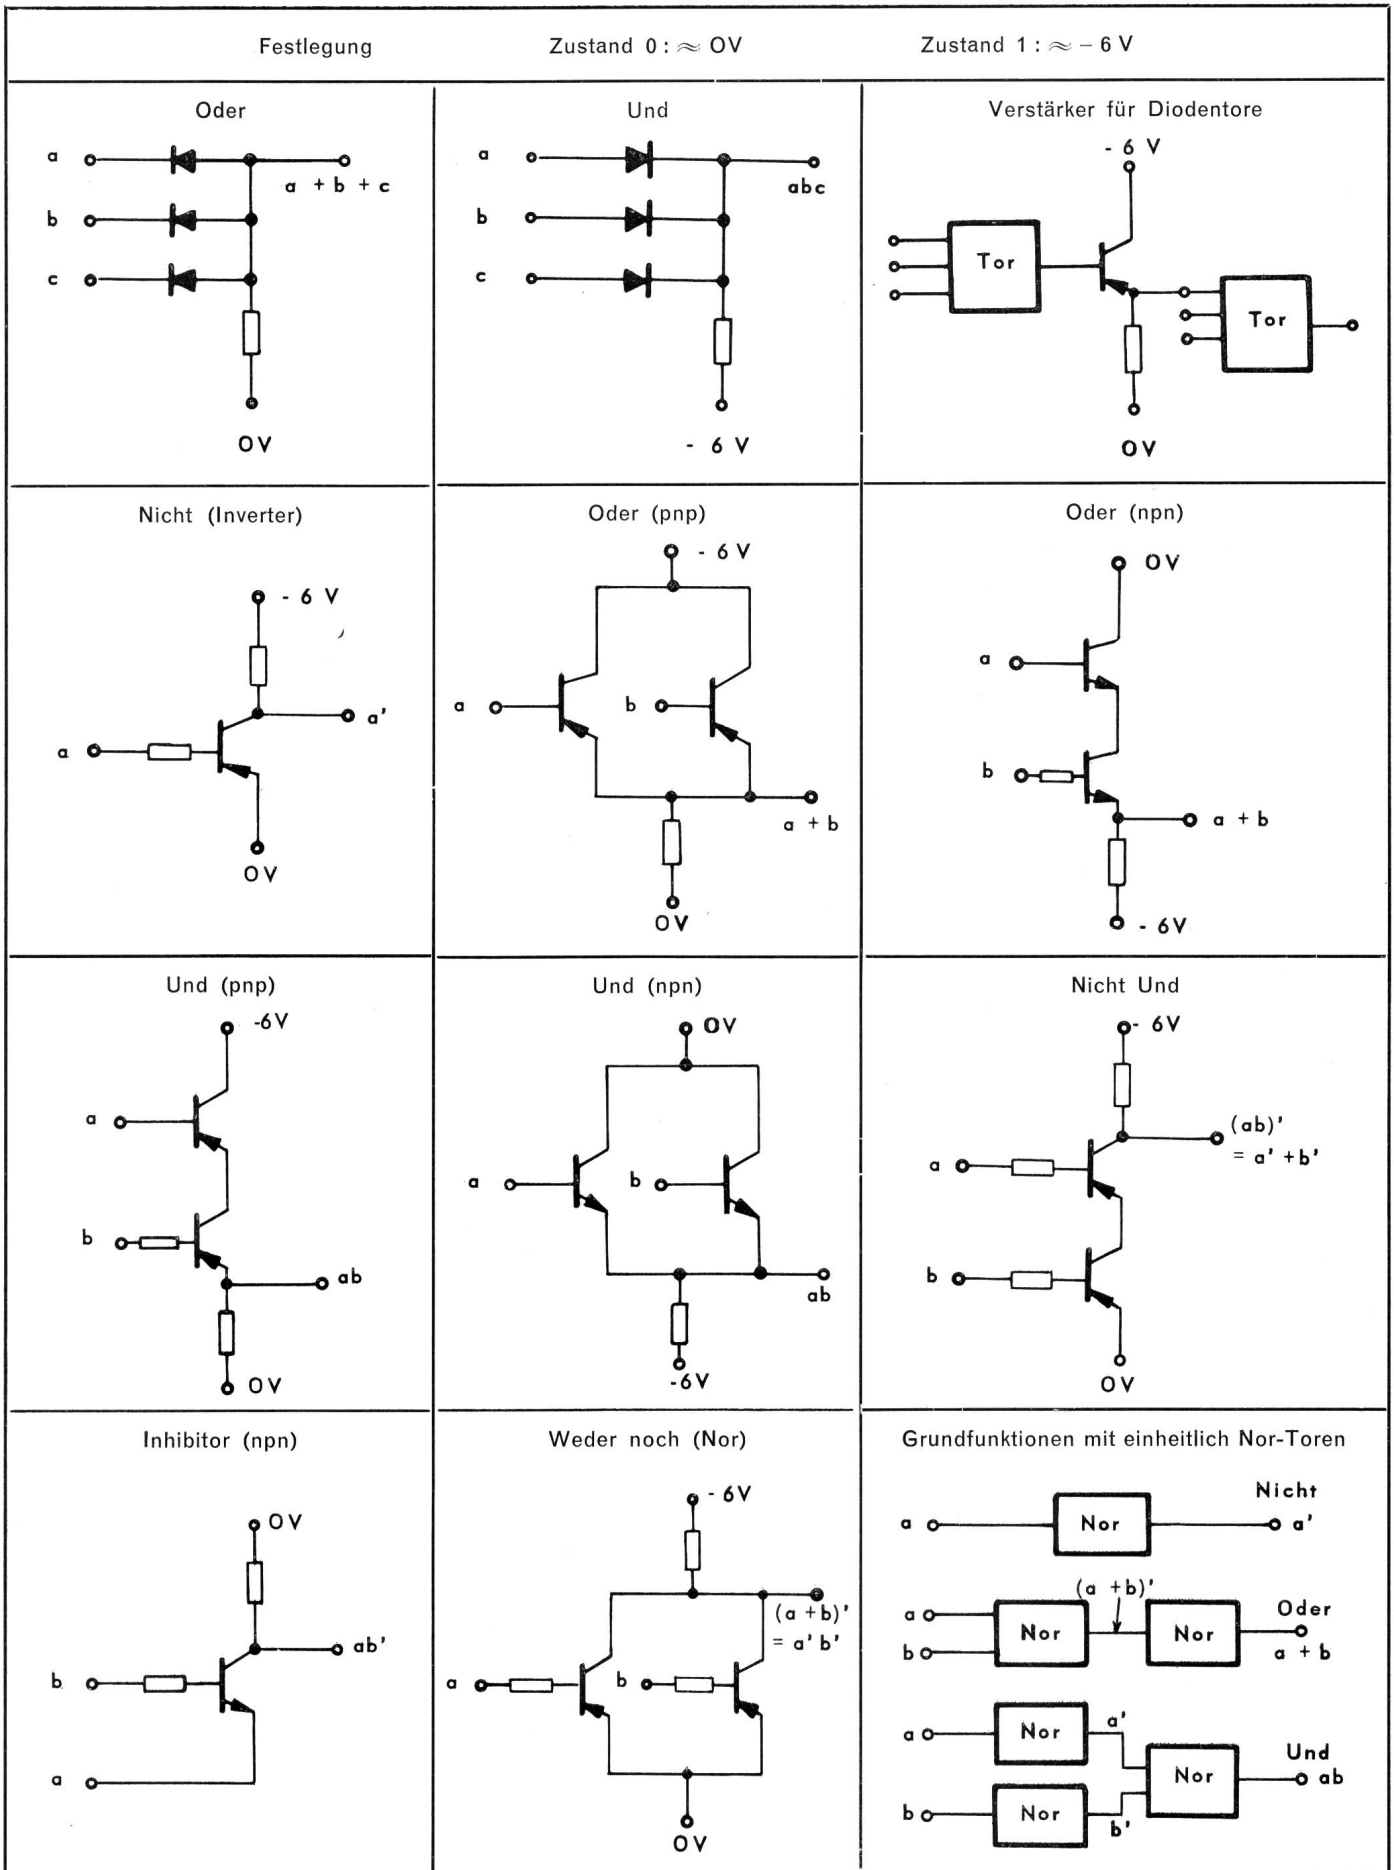 Festlegung Zustand 0 : ≈ 0V Zustand 1 : ≈ – 6 V
Oder
a
a + b + c
b
c
0V
Und
a
abc
b
c
- 6 V
Verstärker für Diodentore
- 6 V
Tor
Tor
0V
Nicht (Inverter)
- 6 V
a'
a
0V
Oder (pnp)
- 6 V
a
b
a + b
0V
Oder (npn)
0V
a
b
a + b
- 6V
Und (pnp)
-6V
a
b
ab
0V
Und (npn)
0V
a
b
ab
-6V
Nicht Und
- 6V
(ab)'
= a' +b'
a
b
0V
Inhibitor (npn)
0V
ab'
b
a
Weder noch (Nor)
- 6V
(a +b)'
= a' b'
a
b
0V
Grundfunktionen mit einheitlich Nor-Toren
Nicht
a Nor a'
(a +b)'
a Oder
Nor Nor
b a + b
a Nor a'
Und
Nor ab
b Nor b'